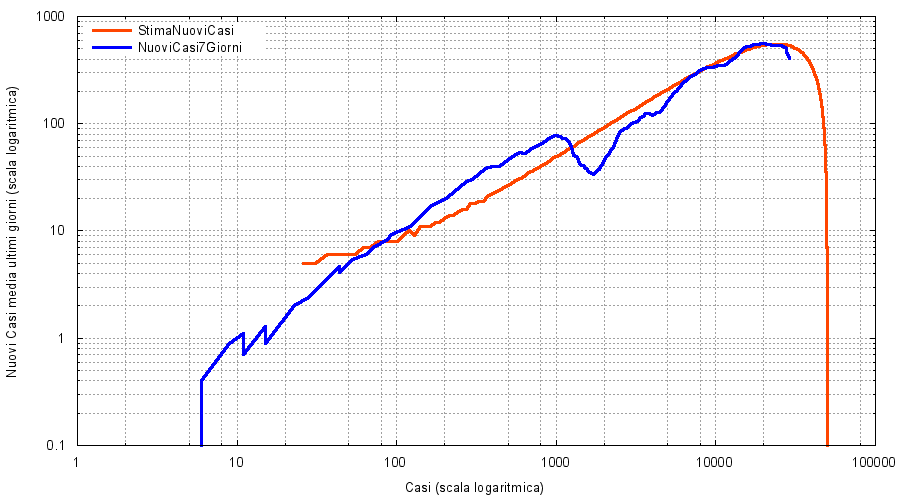 1000
100
10
1
0.1
Nuovi Casi media ultimi giorni (scala logaritmica)
StimaNuoviCasi
NuoviCasi7Giorni
1 10 100 1000 10000 100000
Casi (scala logaritmica)